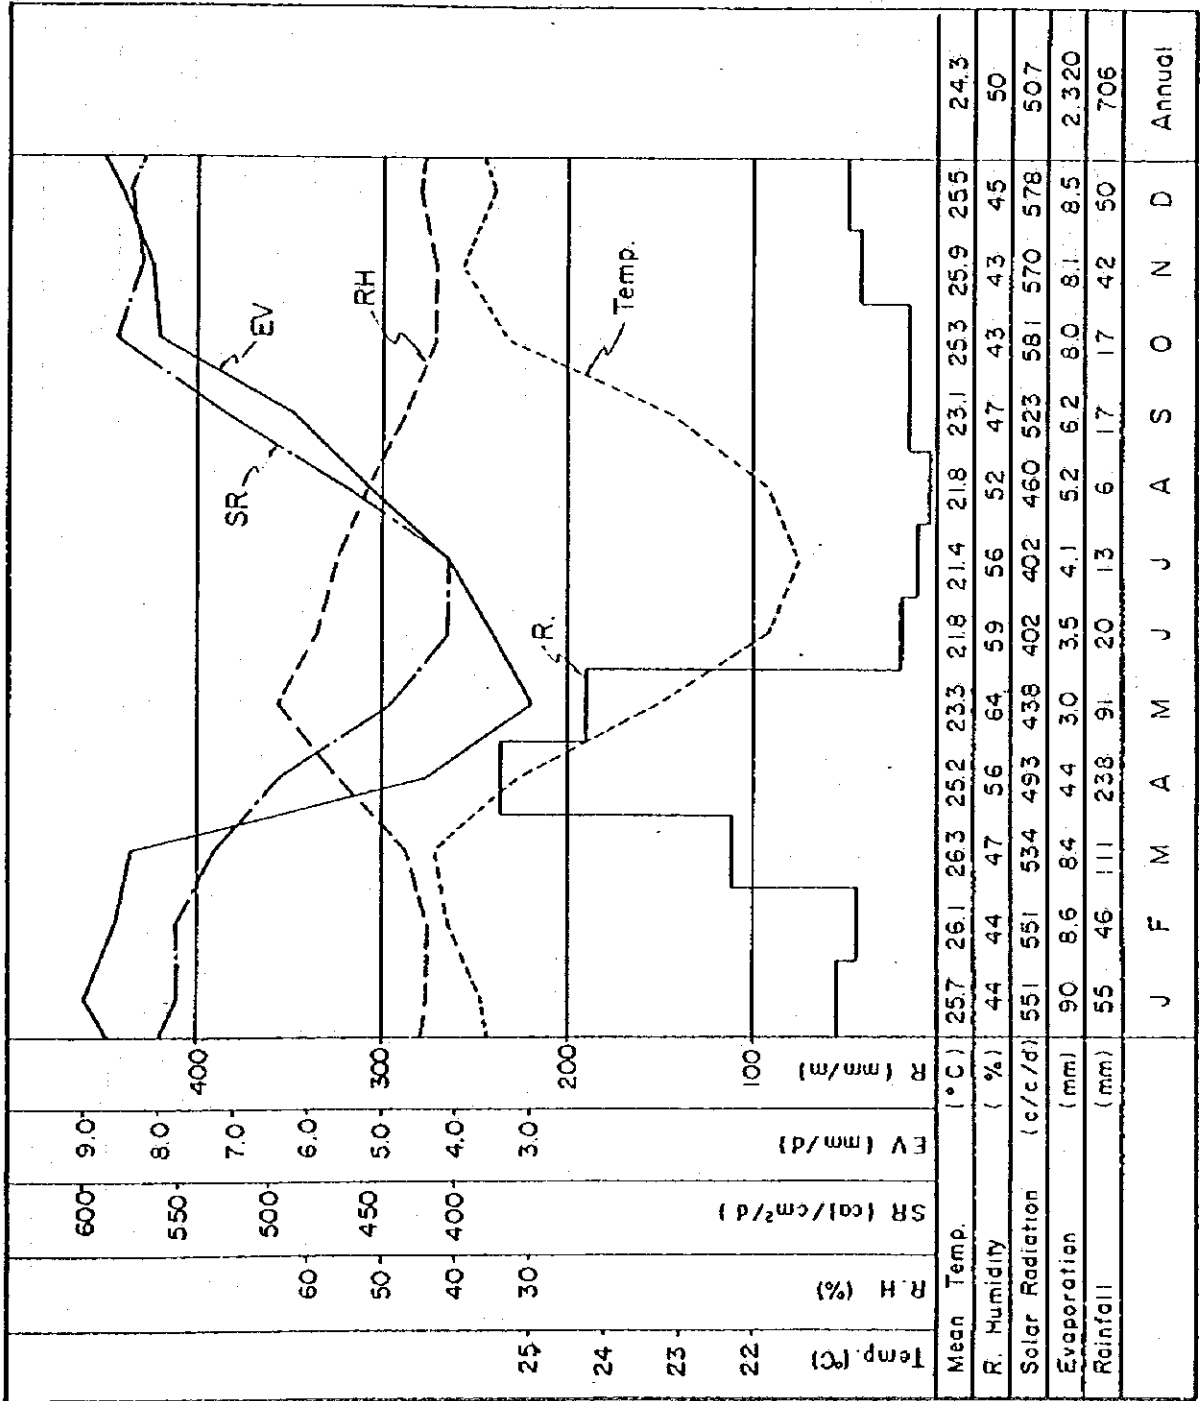 Temp. (°C)
25
24
23
22
R.H (%)
60
50
40
30
SR (cal/cm²/d)
600
550
500
450
400
EV (mm/d)
9.0
8.0
7.0
6.0
5.0
4.0
3.0
R (mm/m)
400
300
200
100
SR
EV
RH
Temp.
R.
Mean Temp. (°C) 25.7 26.1 26.3 25.2 23.3 21.8 21.4 21.8 23.1 25.3 25.9 25.5 24.3
R. Humidity (%) 44 44 47 56 64 59 56 52 47 43 43 45 50
Solar Radiation (c/c/d) 551 551 534 493 438 402 402 460 523 581 570 578 507
Evaporation (mm) 90 8.6 8.4 4.4 3.0 3.5 4.1 5.2 6.2 8.0 8.1 8.5 2.320
Rainfall (mm) 55 46 111 238 91 20 13 6 17 17 42 50 706
J F M A M J J A S O N D Annual